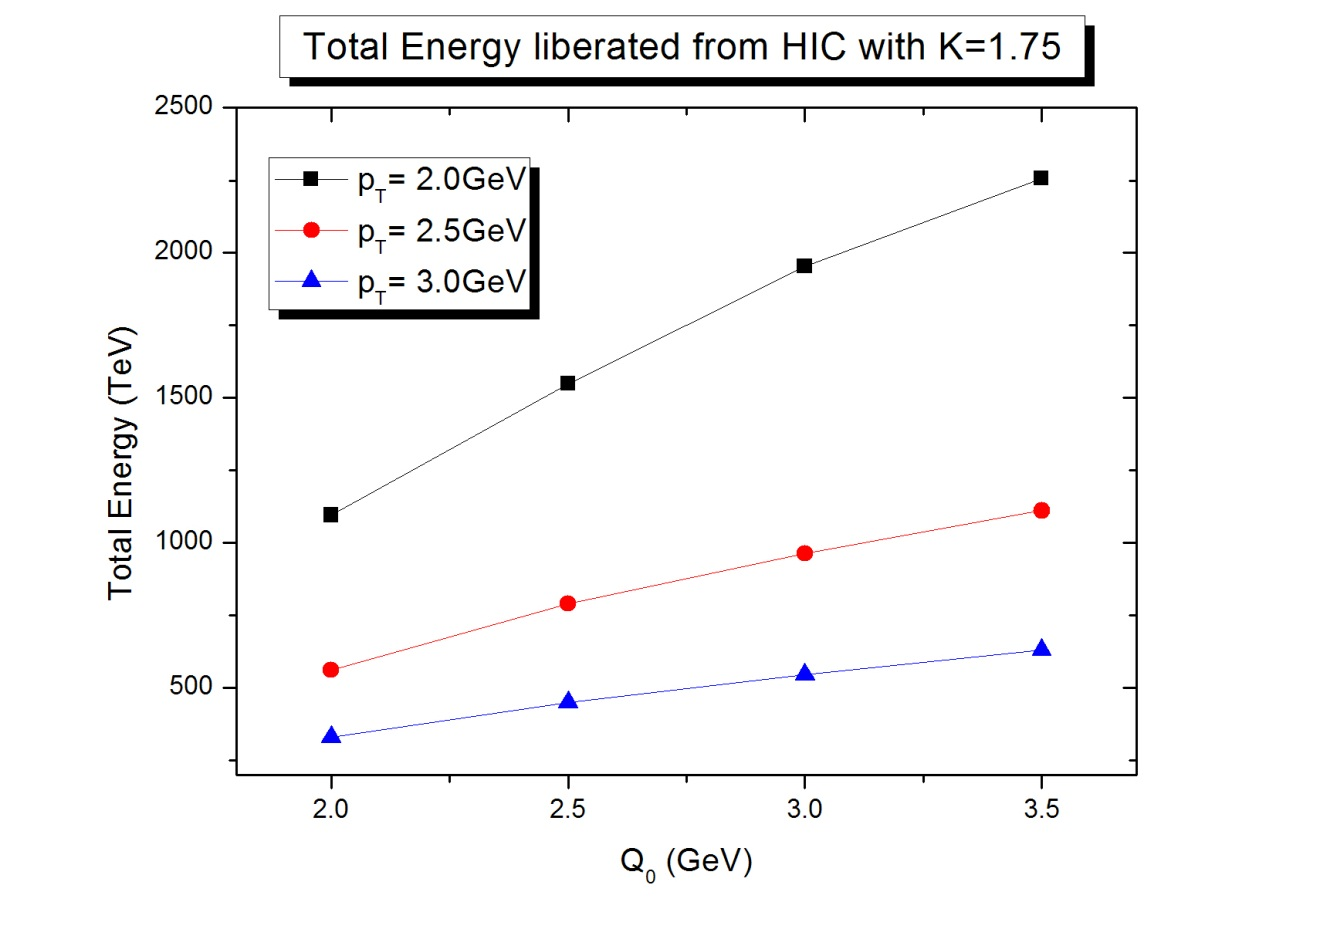 Total Energy liberated from HIC with K=1.75
2500
2000
1500
1000
500
Total Energy (TeV)
pT= 2.0GeV
pT= 2.5GeV
pT= 3.0GeV
2.0 2.5 3.0 3.5
Q0 (GeV)